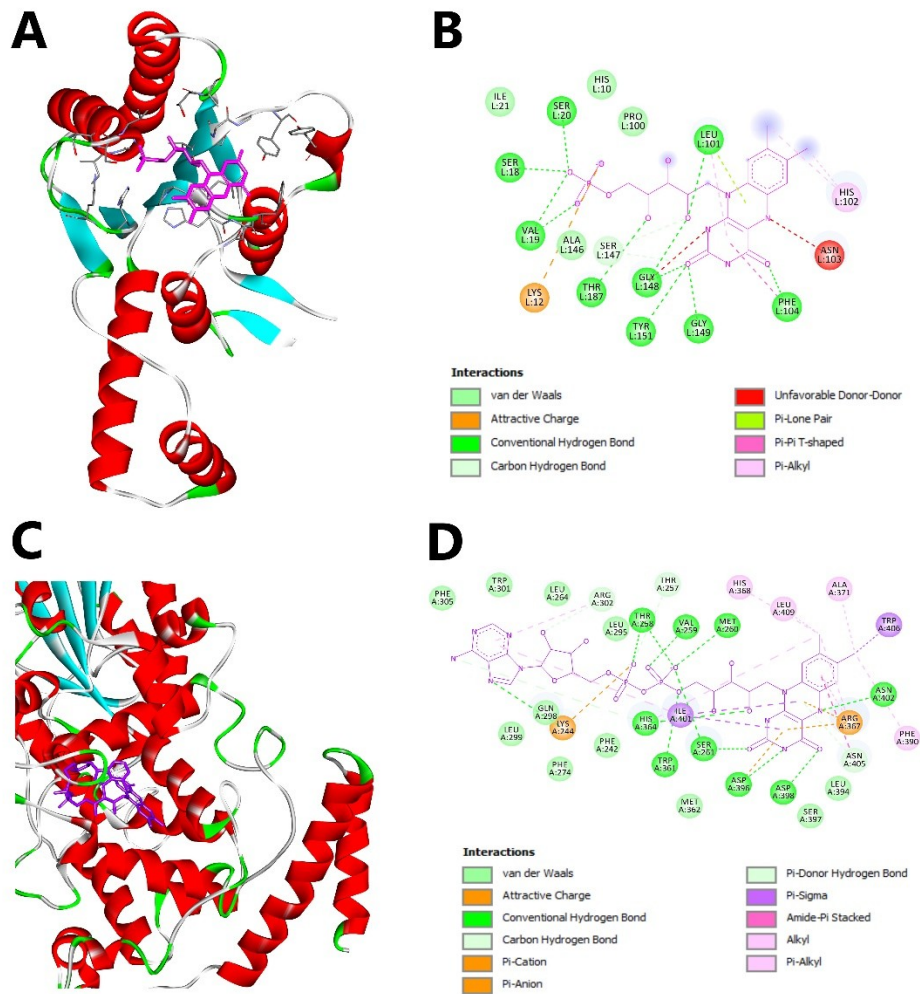 A
B
HIS
L:10
ILE
L:21
SER
L:20
PRO
L:100
LEU
L:101
SER
L:18
HIS
L:102
VAL
L:19
ALA
L:146
SER
L:147
ASN
L:103
LYS
L:12
THR
L:187
GLY
L:148
PHE
L:104
TYR
L:151
GLY
L:149
Interactions
van der Waals
Attractive Charge
Conventional Hydrogen Bond
Carbon Hydrogen Bond
Unfavorable Donor-Donor
Pi-Lone Pair
Pi-Pi T-shaped
Pi-Alkyl
C
D
PHE
A:305
TRP
A:301
LEU
A:264
ARG
A:302
THR
A:257
HIS
A:368
ALA
A:371
LEU
A:409
LEU
A:295
THR
A:258
VAL
A:259
MET
A:260
TRP
A:406
GLN
A:298
LYS
A:244
HIS
A:364
ILE
A:401
ASN
A:402
ARG
A:367
LEU
A:299
PHE
A:242
SER
A:261
PHE
A:390
PHE
A:274
TRP
A:361
ASN
A:405
ASP
A:396
ASP
A:398
LEU
A:394
MET
A:362
SER
A:397
Interactions
van der Waals
Attractive Charge
Conventional Hydrogen Bond
Carbon Hydrogen Bond
Pi-Cation
Pi-Anion
Pi-Donor Hydrogen Bond
Pi-Sigma
Amide-Pi Stacked
Alkyl
Pi-Alkyl